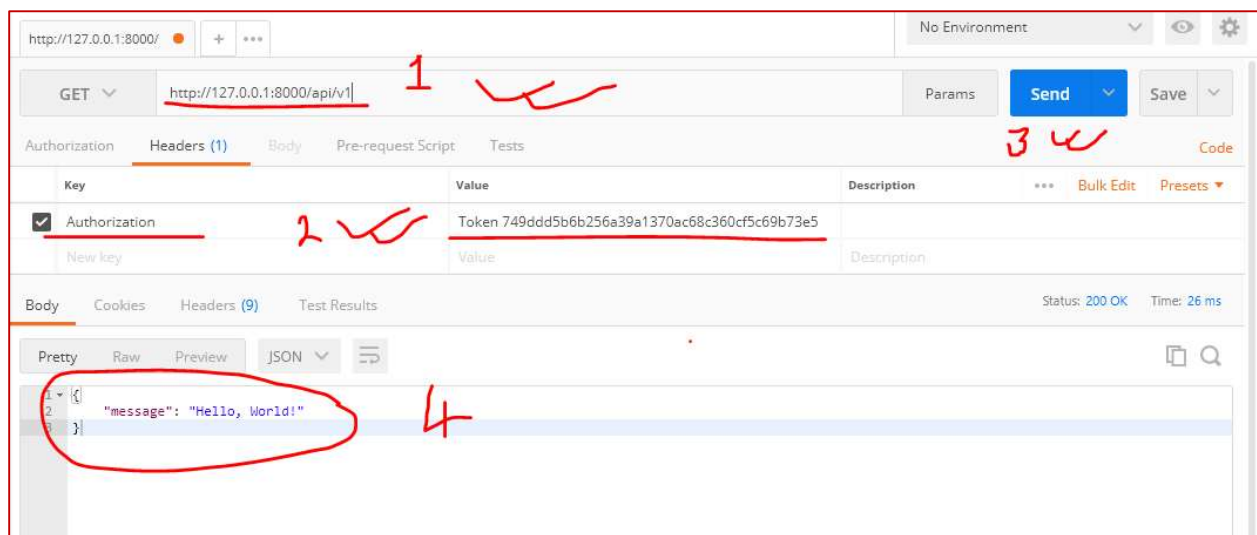 http://127.0.0.1:8000/ + ••• No Environment
GET http://127.0.0.1:8000/api/v1 1 Params Send Save
3
Authorization Headers (1) Body Pre-request Script Tests Code
Key Value Description ••• Bulk Edit Presets
Authorization 2 Token 749ddd5b6b256a39a1370ac68c360cf5c69b73e5
New key Value Description
Body Cookies Headers (9) Test Results Status: 200 OK Time: 26 ms
Pretty Raw Preview JSON
1 {
2 "message": "Hello, World!"
3 }
4